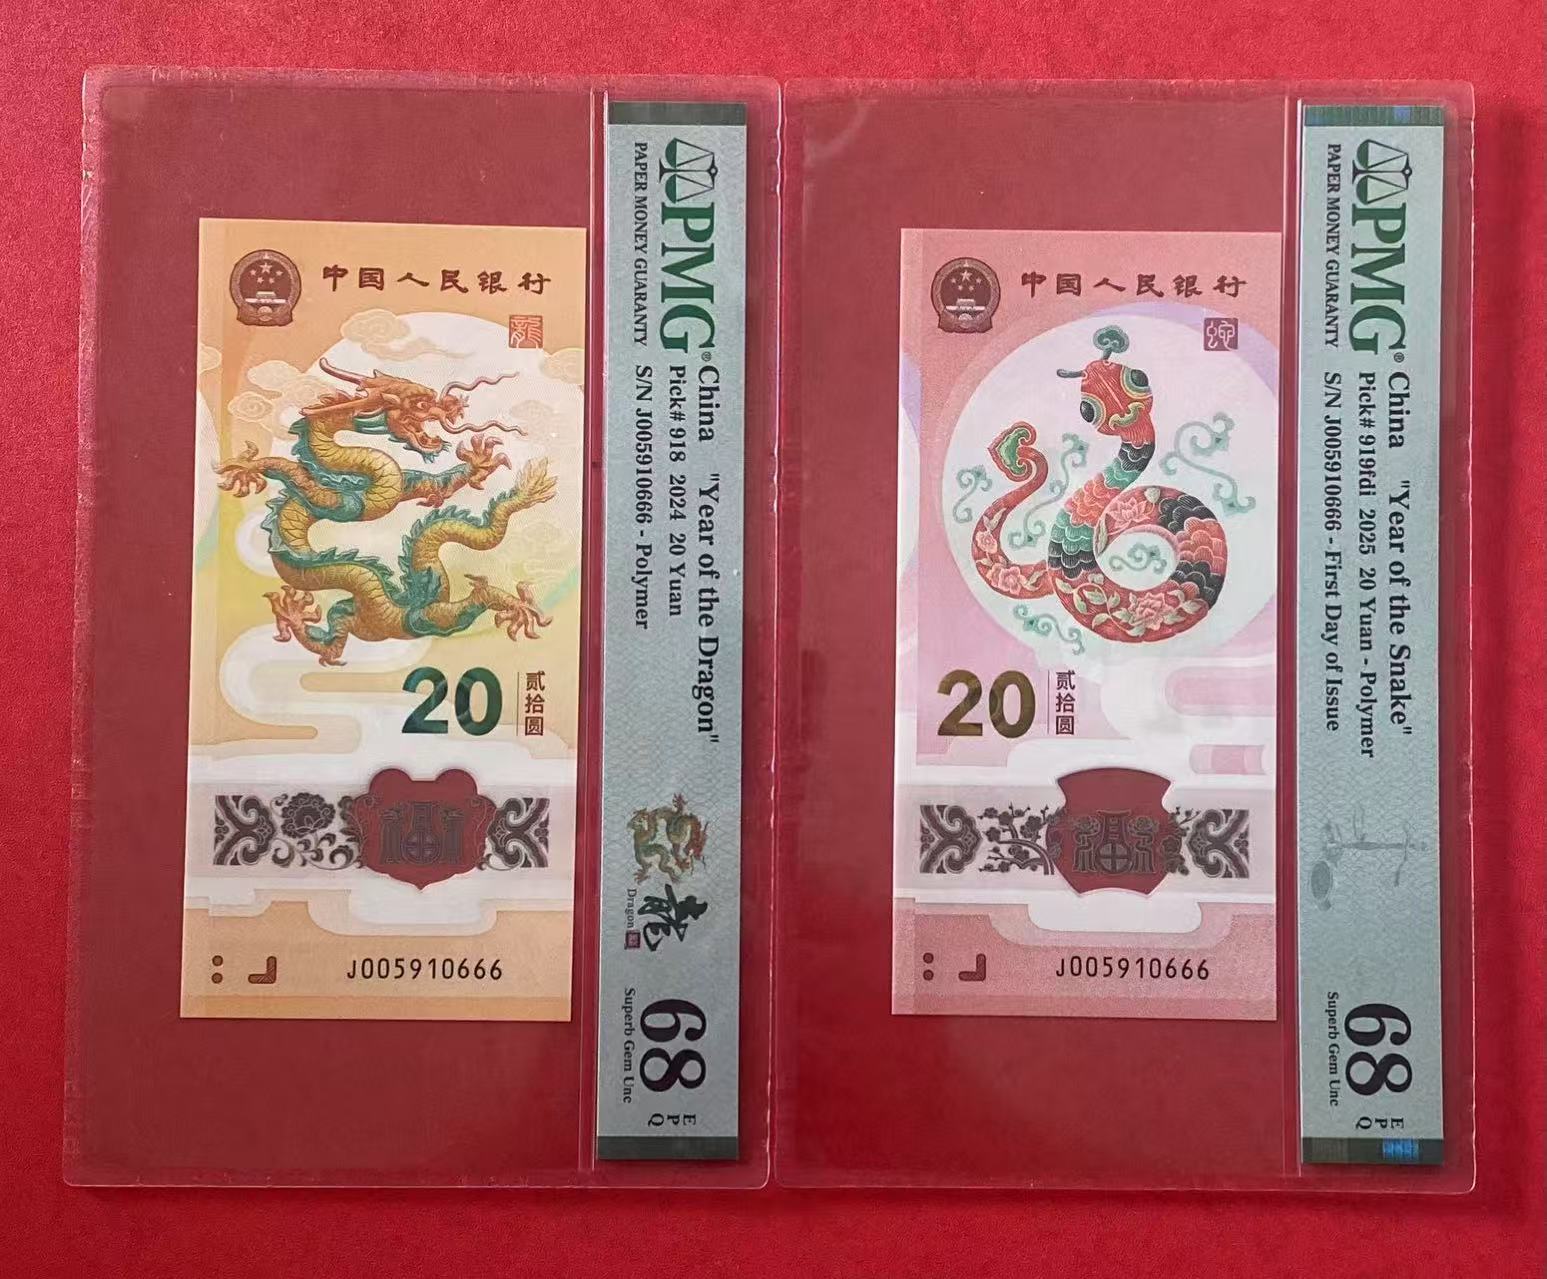 中国人民银行
龍
20
贰拾圆
福
J005910666
PMG®
PAPER MONEY GUARANTY
China "Year of the Dragon"
Pick# 918 2024 20 Yuan
S/N J005910666 - Polymer
龍
Dragon
68
EPQ
Superb Gem Unc
中国人民银行
蛇
20
贰拾圆
福
J005910666
PMG®
PAPER MONEY GUARANTY
China "Year of the Snake"
Pick# 919fdi 2025 20 Yuan - Polymer
S/N J005910666 - First Day of Issue
68
EPQ
Superb Gem Unc